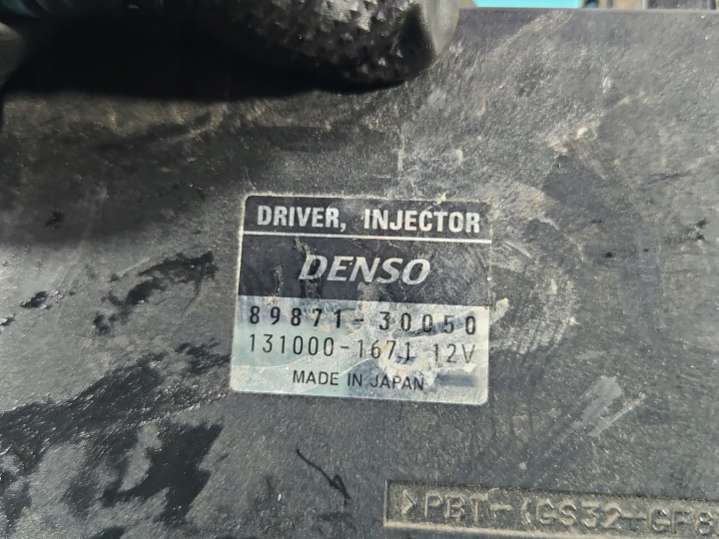 DRIVER, INJECTOR
DENSO
89871-30050
131000-1671 12V
MADE IN JAPAN
>PBT-(GS32-GF8